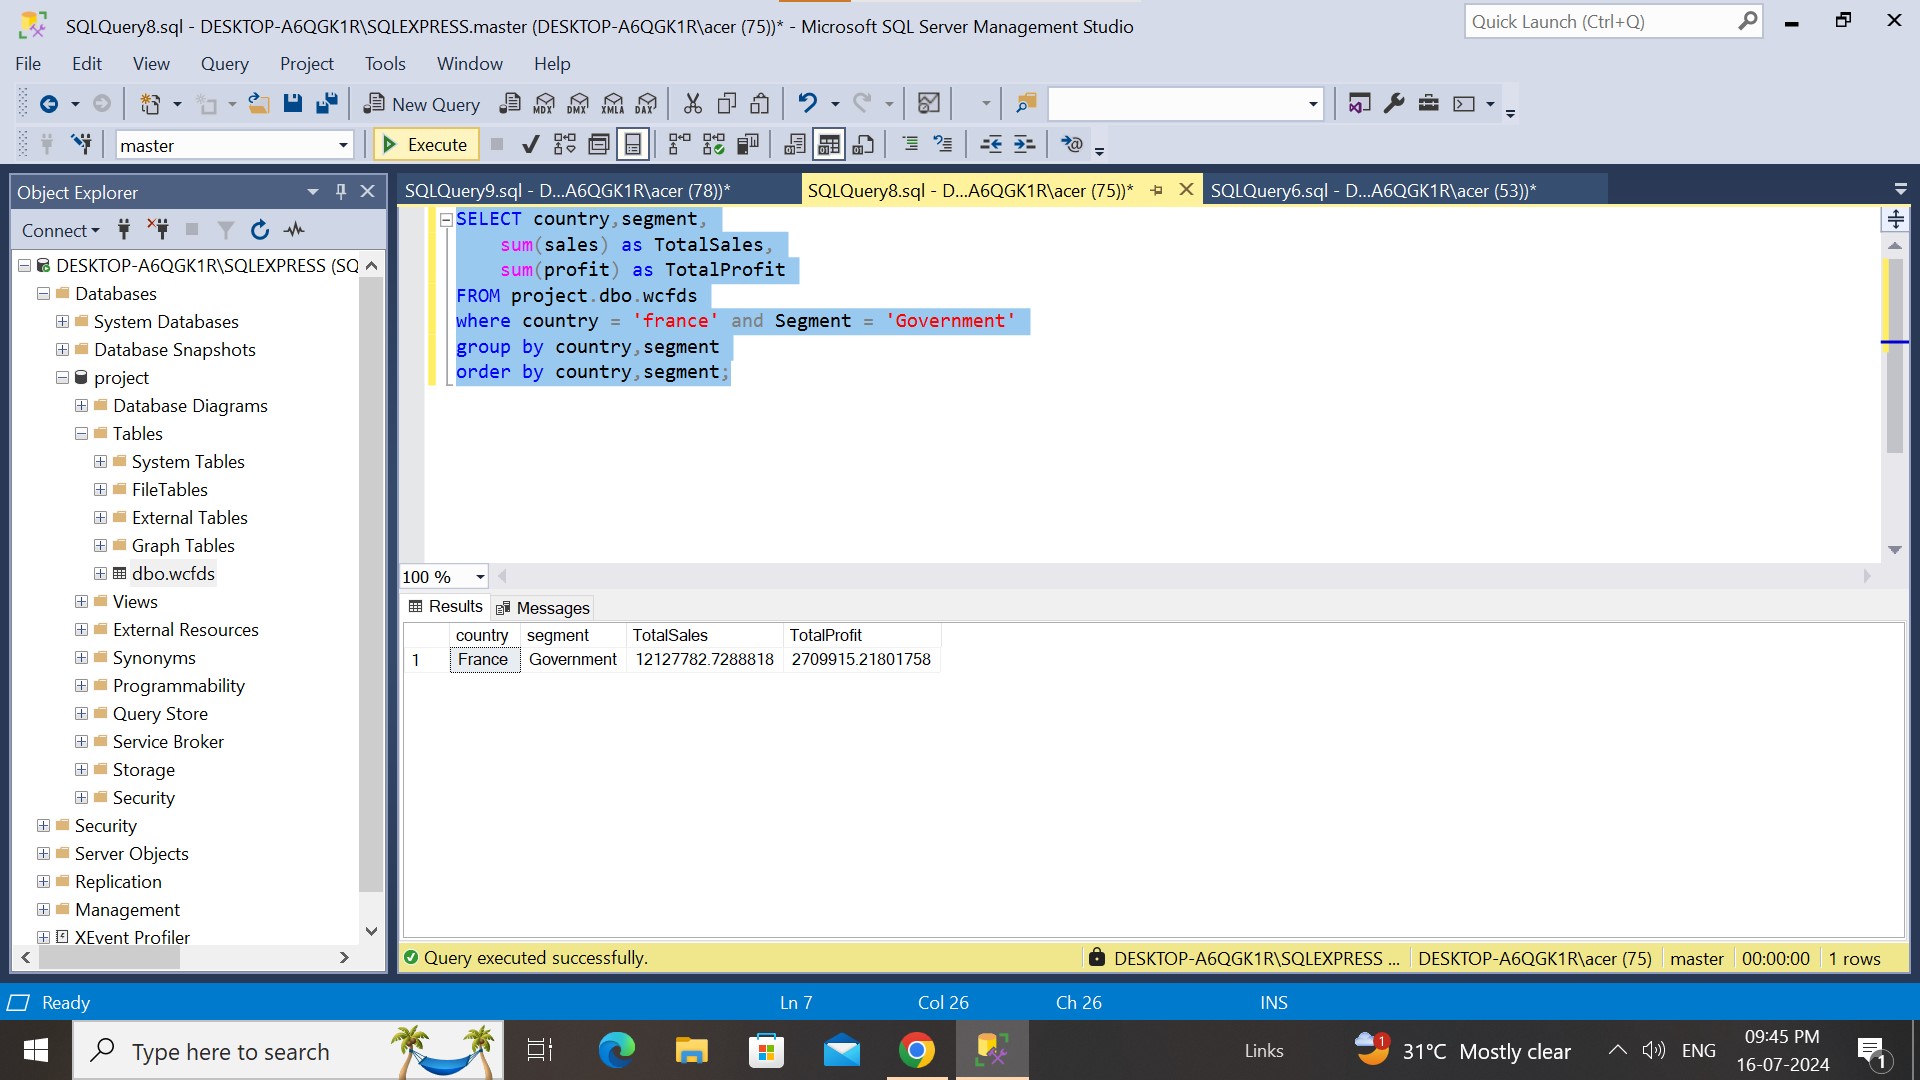 SQLQuery8.sql - DESKTOP-A6QGK1R\SQLEXPRESS.master (DESKTOP-A6QGK1R\acer (75))* - Microsoft SQL Server Management Studio
Quick Launch (Ctrl+Q)
File Edit View Query Project Tools Window Help
New Query MDX DMX XMLA DAX
master Execute
Object Explorer
SQLQuery9.sql - D...A6QGK1R\acer (78))* SQLQuery8.sql - D...A6QGK1R\acer (75))* SQLQuery6.sql - D...A6QGK1R\acer (53))*
Connect
DESKTOP-A6QGK1R\SQLEXPRESS (SQ
Databases
System Databases
Database Snapshots
project
Database Diagrams
Tables
System Tables
FileTables
External Tables
Graph Tables
dbo.wcfds
Views
External Resources
Synonyms
Programmability
Query Store
Service Broker
Storage
Security
Security
Server Objects
Replication
Management
XEvent Profiler
SELECT country,segment,
sum(sales) as TotalSales,
sum(profit) as TotalProfit
FROM project.dbo.wcfds
where country = 'france' and Segment = 'Government'
group by country,segment
order by country,segment;
100 %
Results Messages
country segment TotalSales TotalProfit
1 France Government 12127782.7288818 2709915.21801758
Query executed successfully. DESKTOP-A6QGK1R\SQLEXPRESS ... DESKTOP-A6QGK1R\acer (75) master 00:00:00 1 rows
Ready Ln 7 Col 26 Ch 26 INS
Type here to search Links 1 31°C Mostly clear ENG 09:45 PM
16-07-2024 1